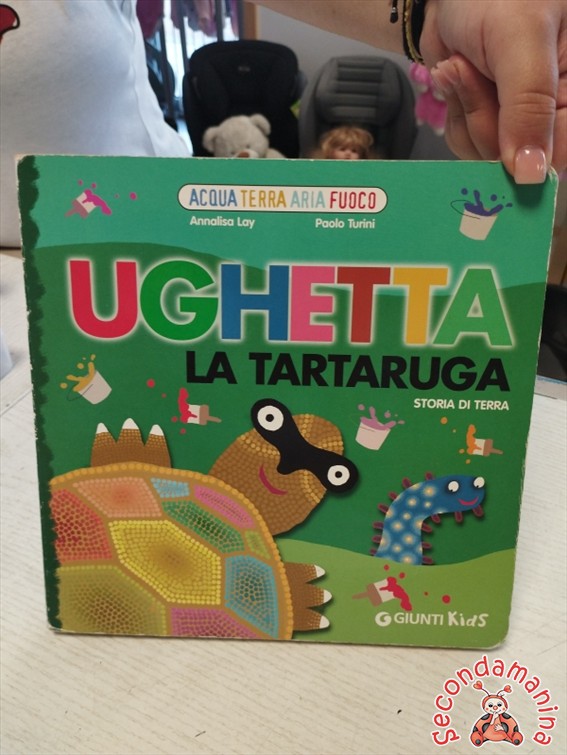 ACQUA TERRA ARIA FUOCO
Annalisa Lay Paolo Turini
UGHETTA
LA TARTARUGA
STORIA DI TERRA
G GIUNTI Kids
Secondamanina